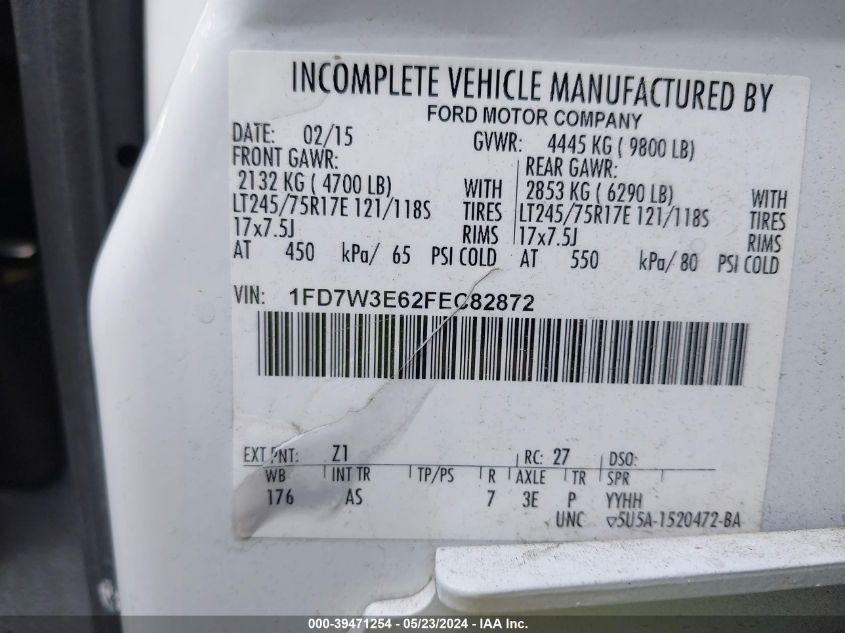 INCOMPLETE VEHICLE MANUFACTURED BY
FORD MOTOR COMPANY
DATE: 02/15 GVWR: 4445 KG ( 9800 LB)
FRONT GAWR: REAR GAWR:
2132 KG ( 4700 LB) WITH 2853 KG ( 6290 LB) WITH
LT245/75R17E 121/118S TIRES LT245/75R17E 121/118S TIRES
17x7.5J RIMS 17x7.5J RIMS
AT 450 kPa/ 65 PSI COLD AT 550 kPa/ 80 PSI COLD
VIN: 1FD7W3E62FEC82872
EXT PNT: Z1 RC: 27 DSO:
WB INT TR TP/PS R AXLE TR SPR
176 AS 7 3E P YYHH
UNC ▽5U5A-1520472-BA
000-39471254 - 05/23/2024 - IAA Inc.